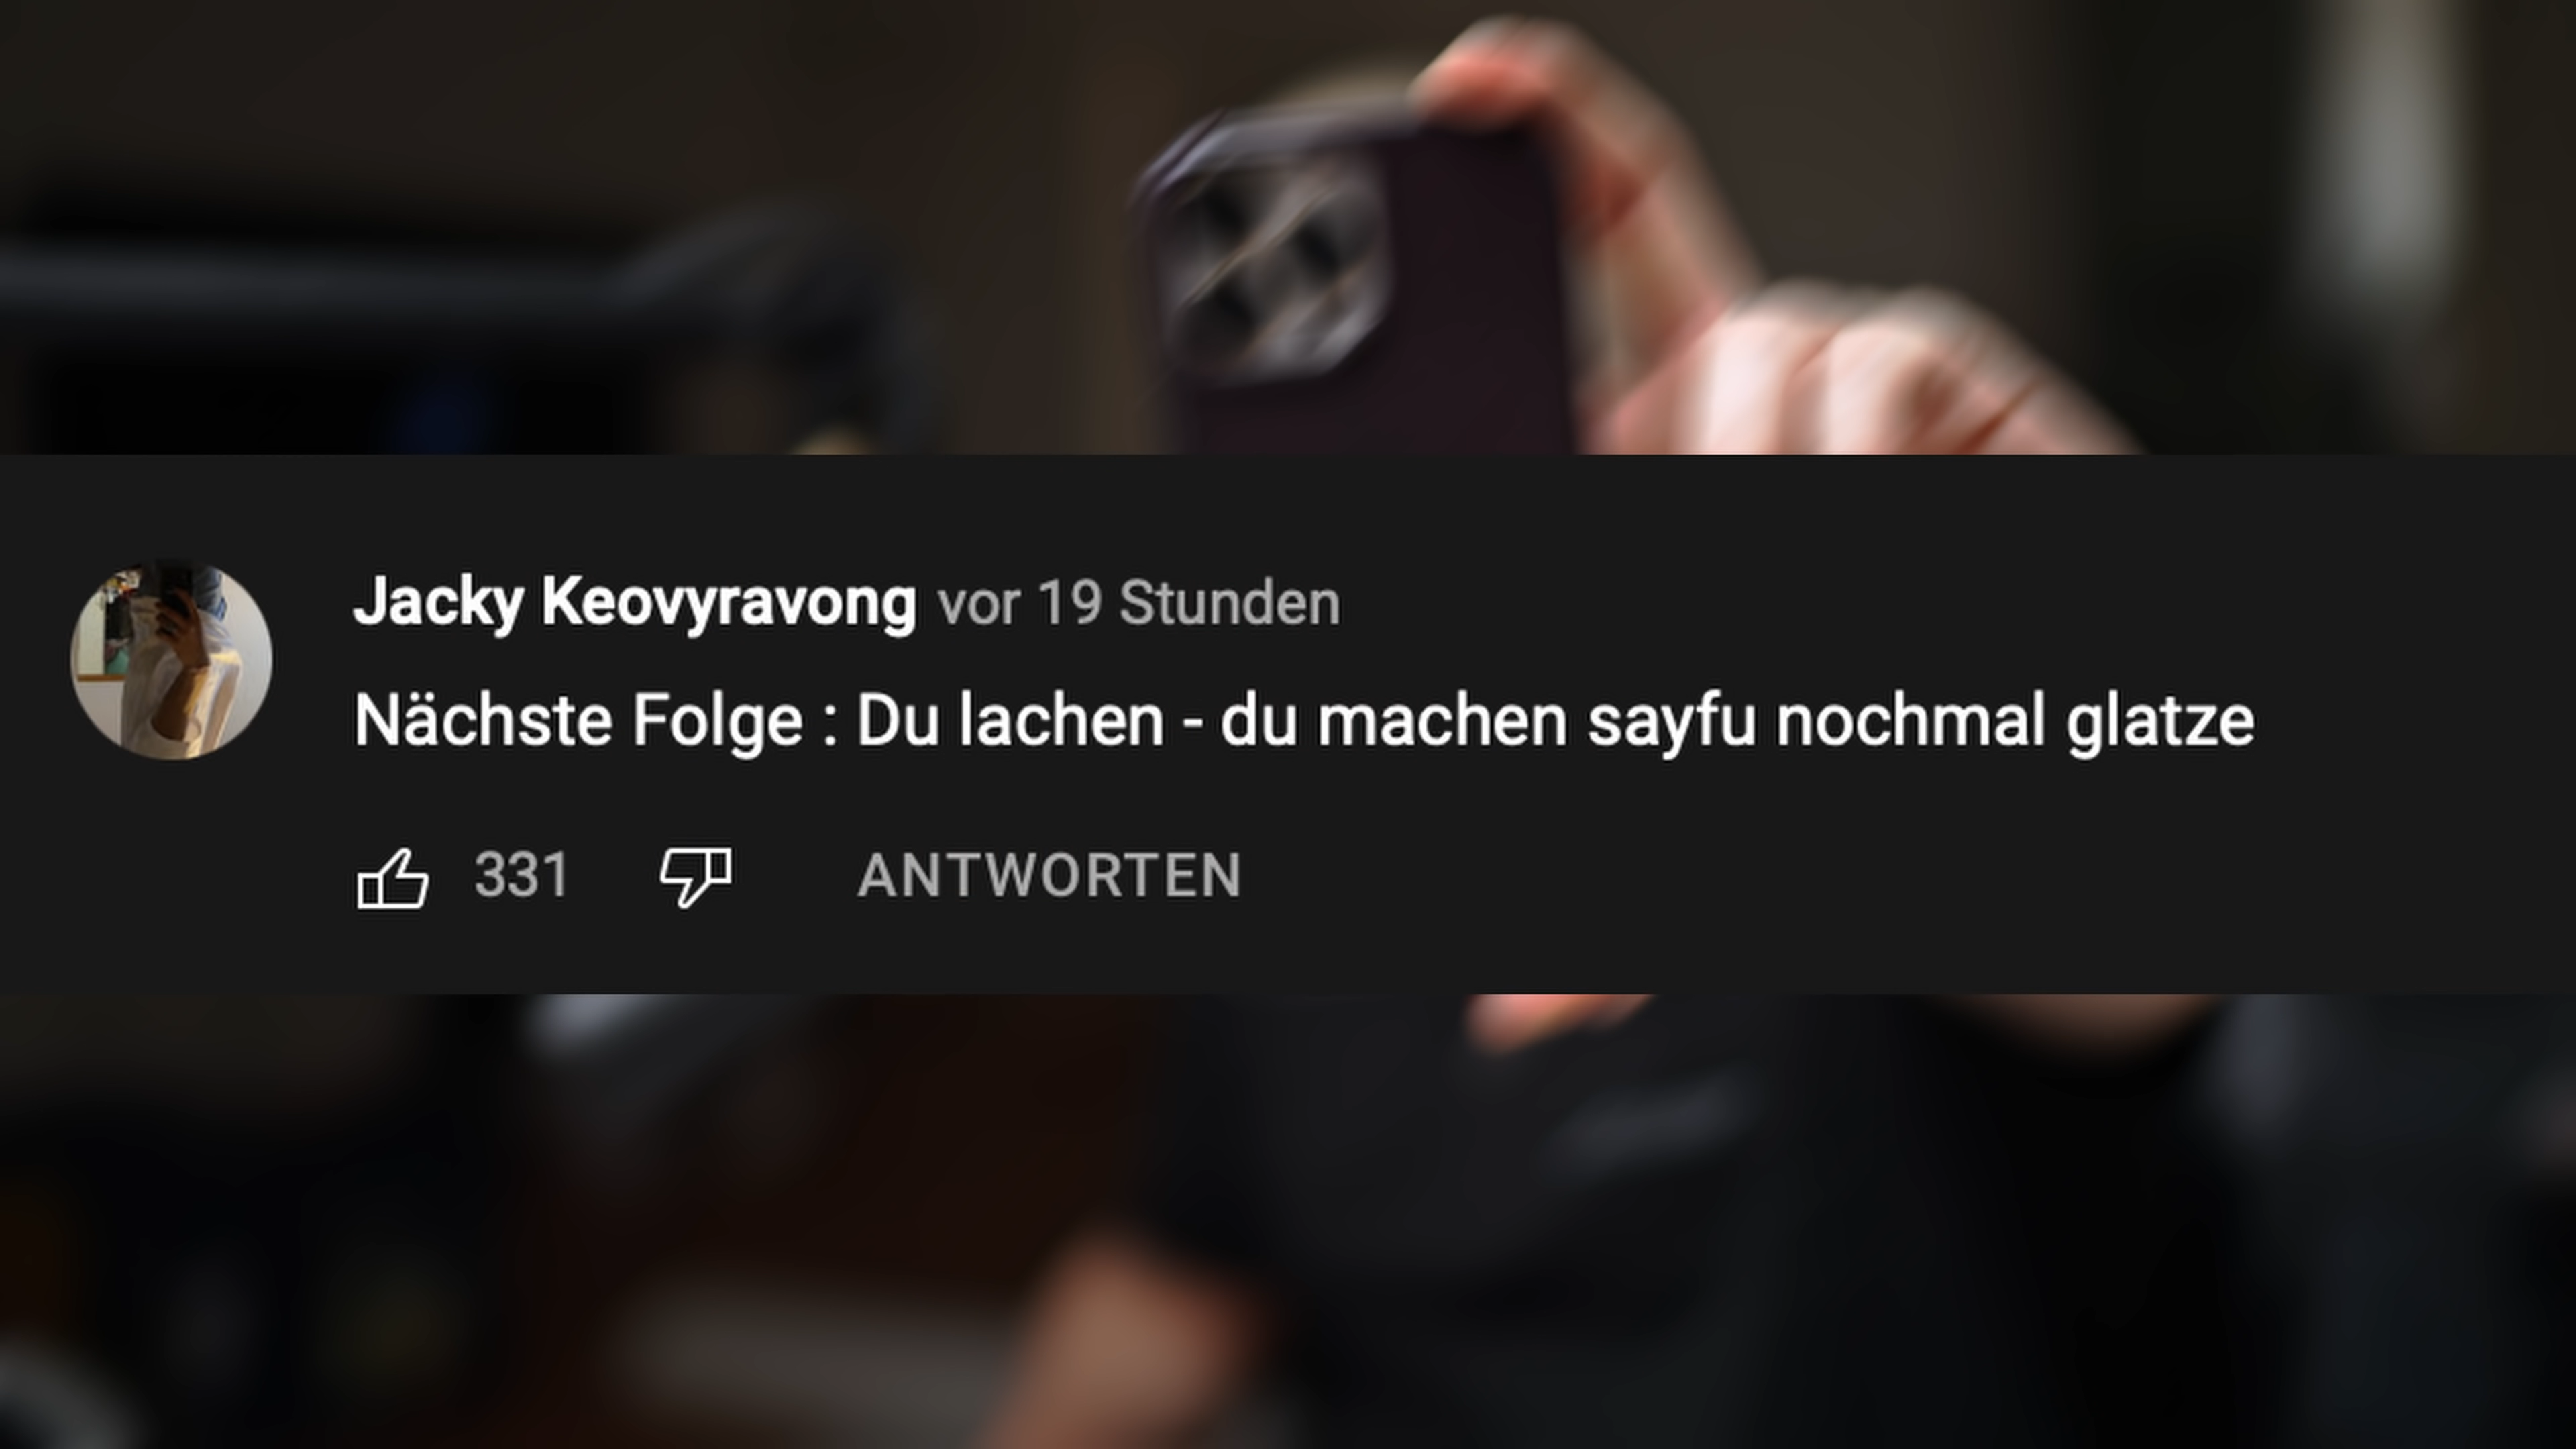 Jacky Keovyravong vor 19 Stunden
Nächste Folge : Du lachen - du machen sayfu nochmal glatze
331 ANTWORTEN